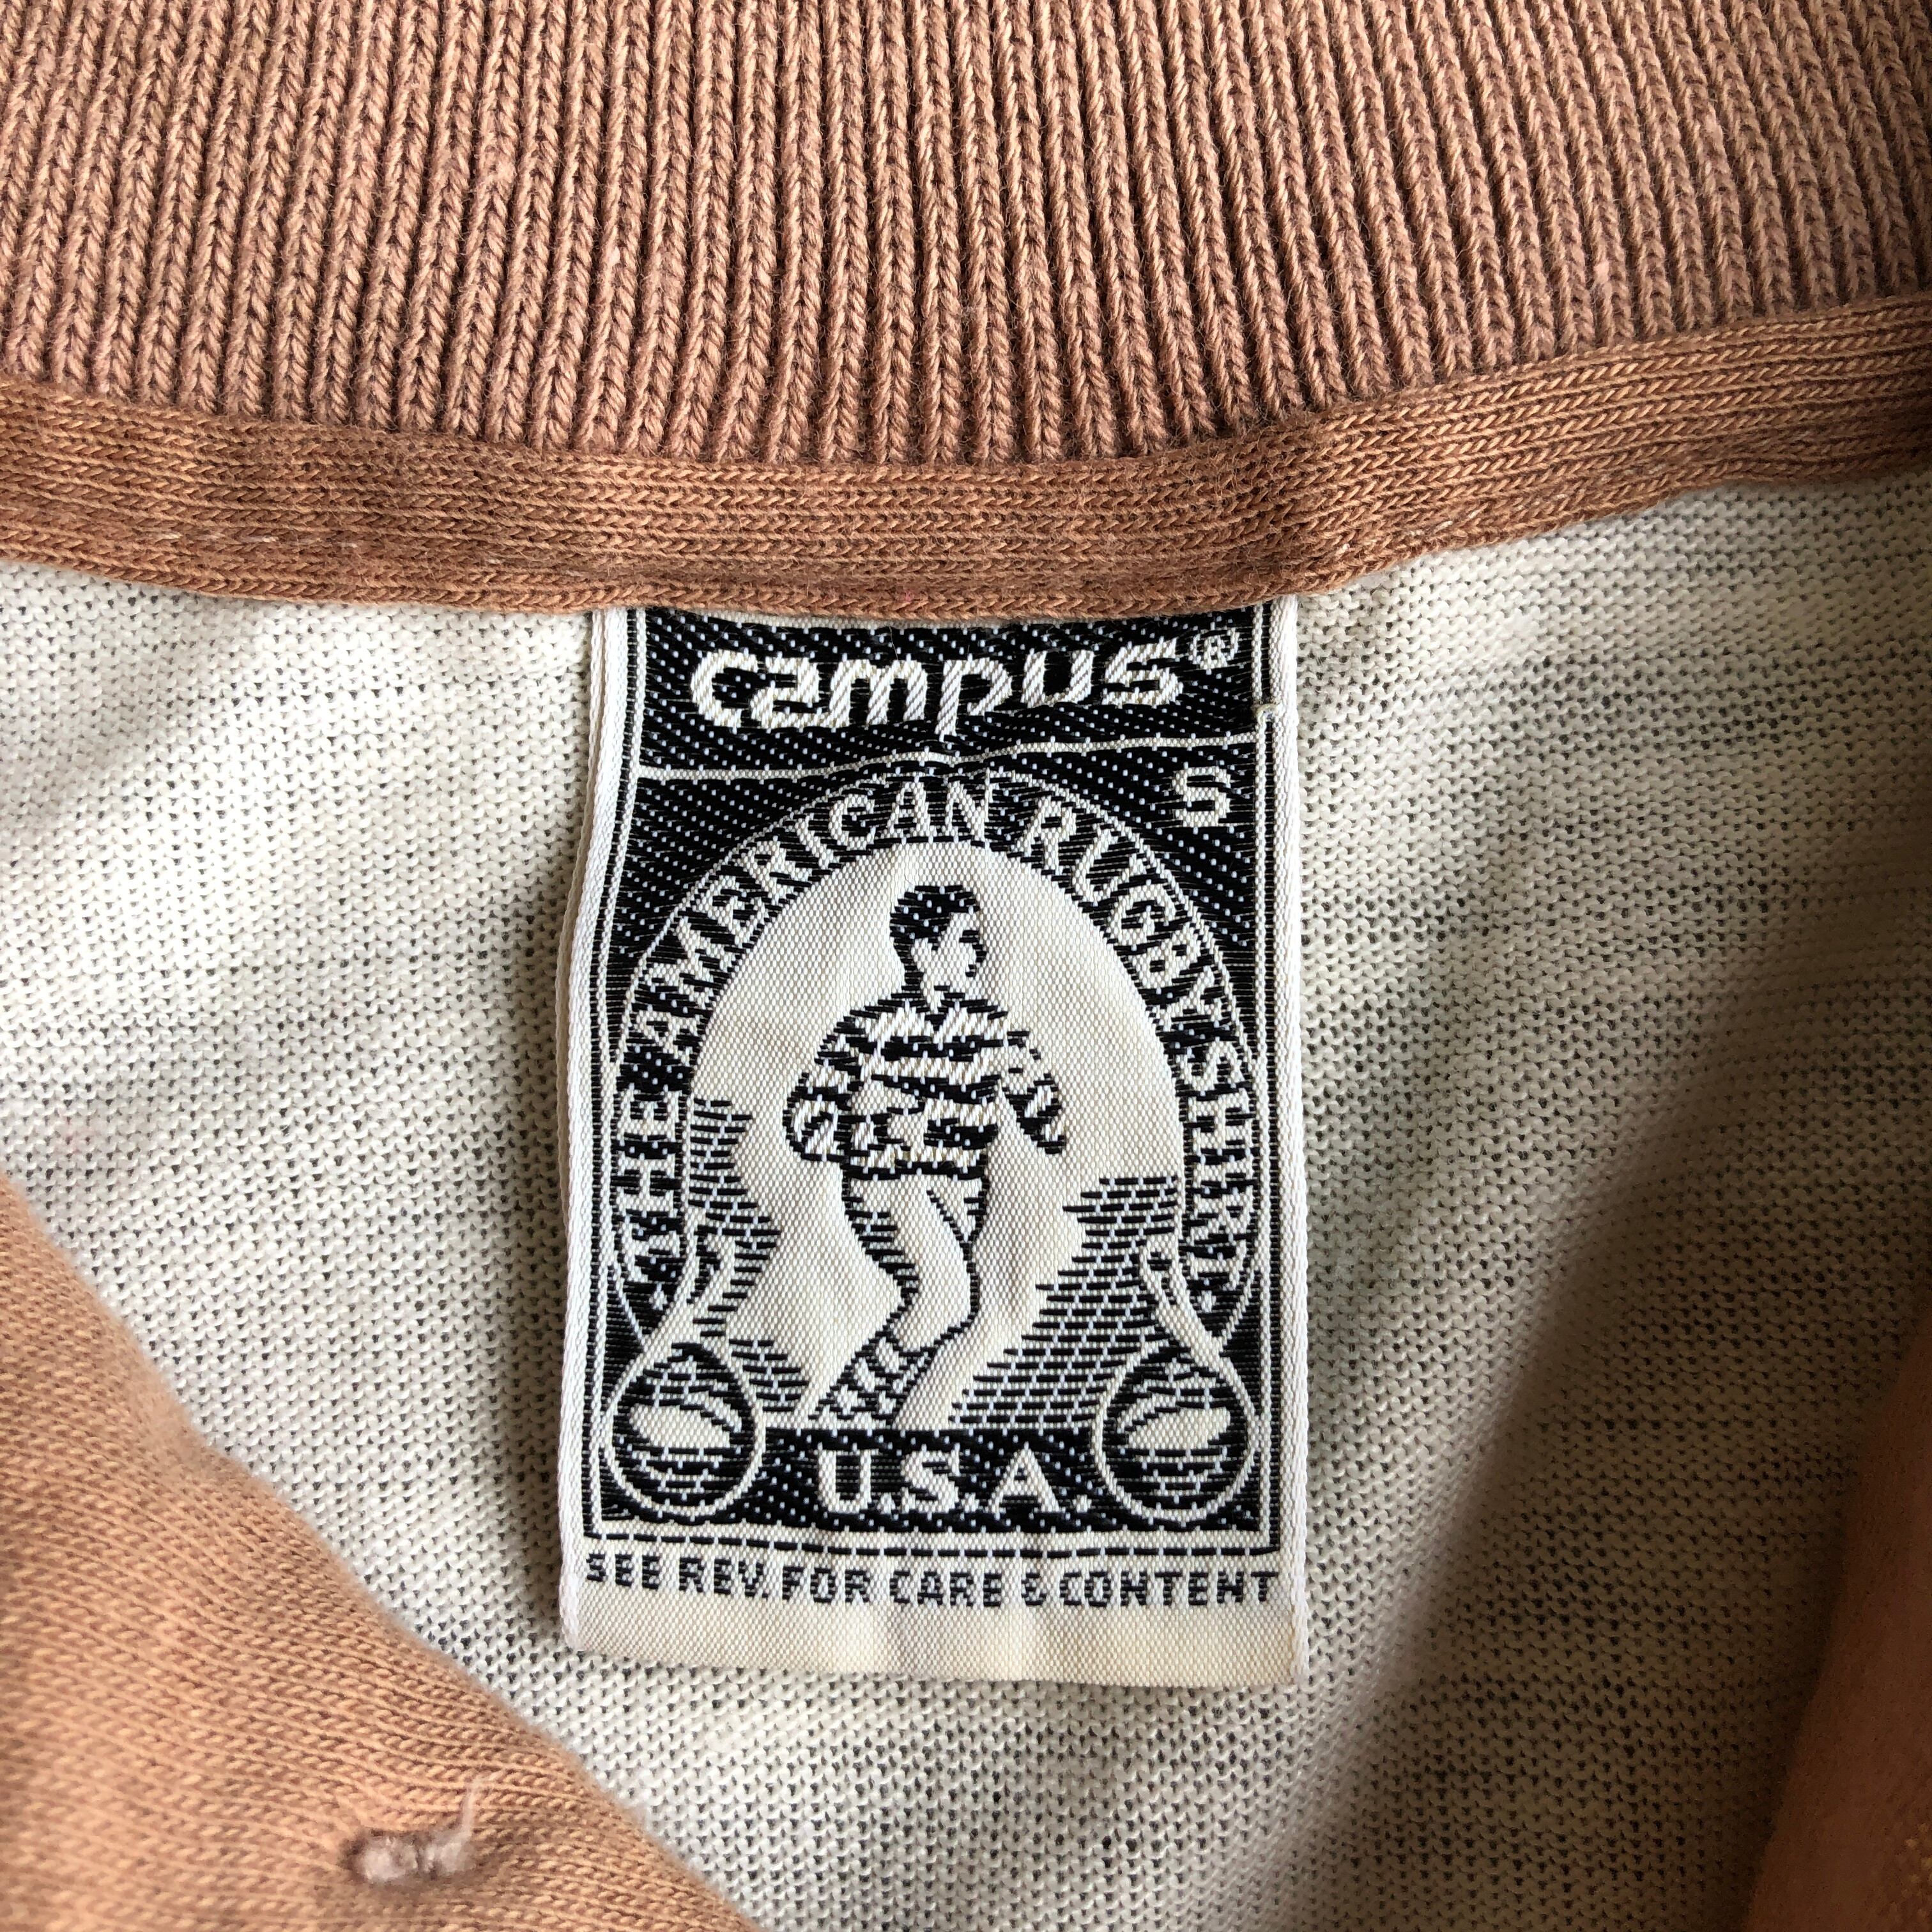 campus®
S
THE AMERICAN RUGBY SHIRT
U.S.A.
SEE REV. FOR CARE & CONTENT